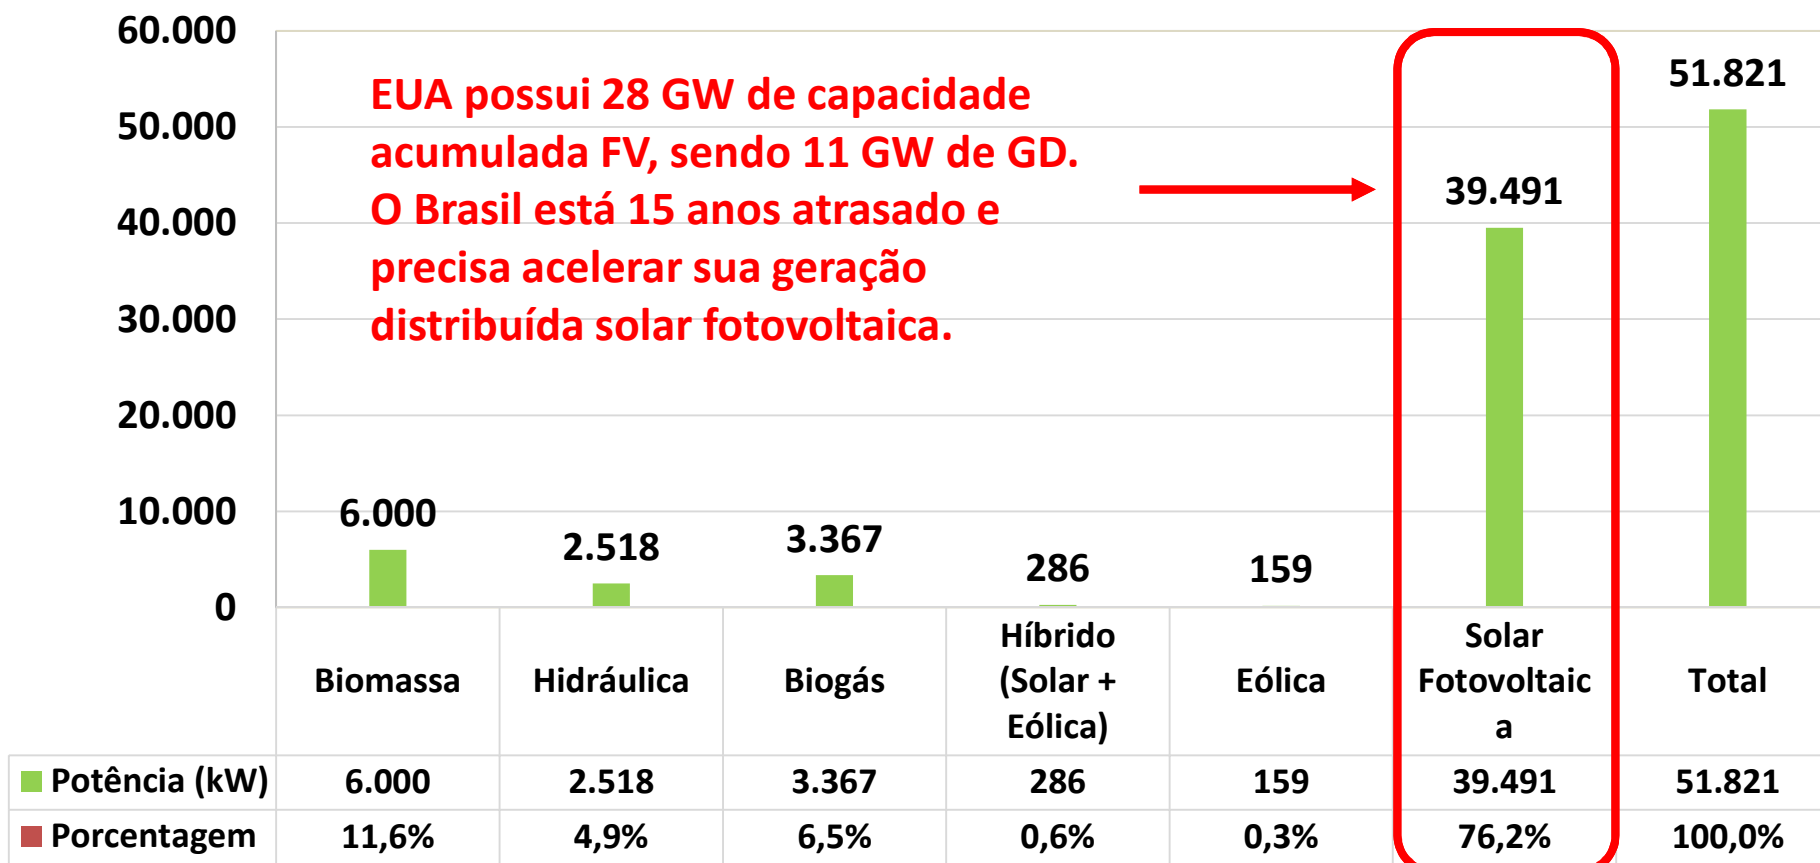 60.000
50.000
40.000
30.000
20.000
10.000
0
EUA possui 28 GW de capacidade
acumulada FV, sendo 11 GW de GD.
O Brasil está 15 anos atrasado e
precisa acelerar sua geração
distribuída solar fotovoltaica.
6.000
2.518
3.367
286
159
39.491
51.821
Biomassa
Hidráulica
Biogás
Híbrido
(Solar +
Eólica)
Eólica
Solar
Fotovoltaic
a
Total
Potência (kW) 6.000 2.518 3.367 286 159 39.491 51.821
Porcentagem 11,6% 4,9% 6,5% 0,6% 0,3% 76,2% 100,0%